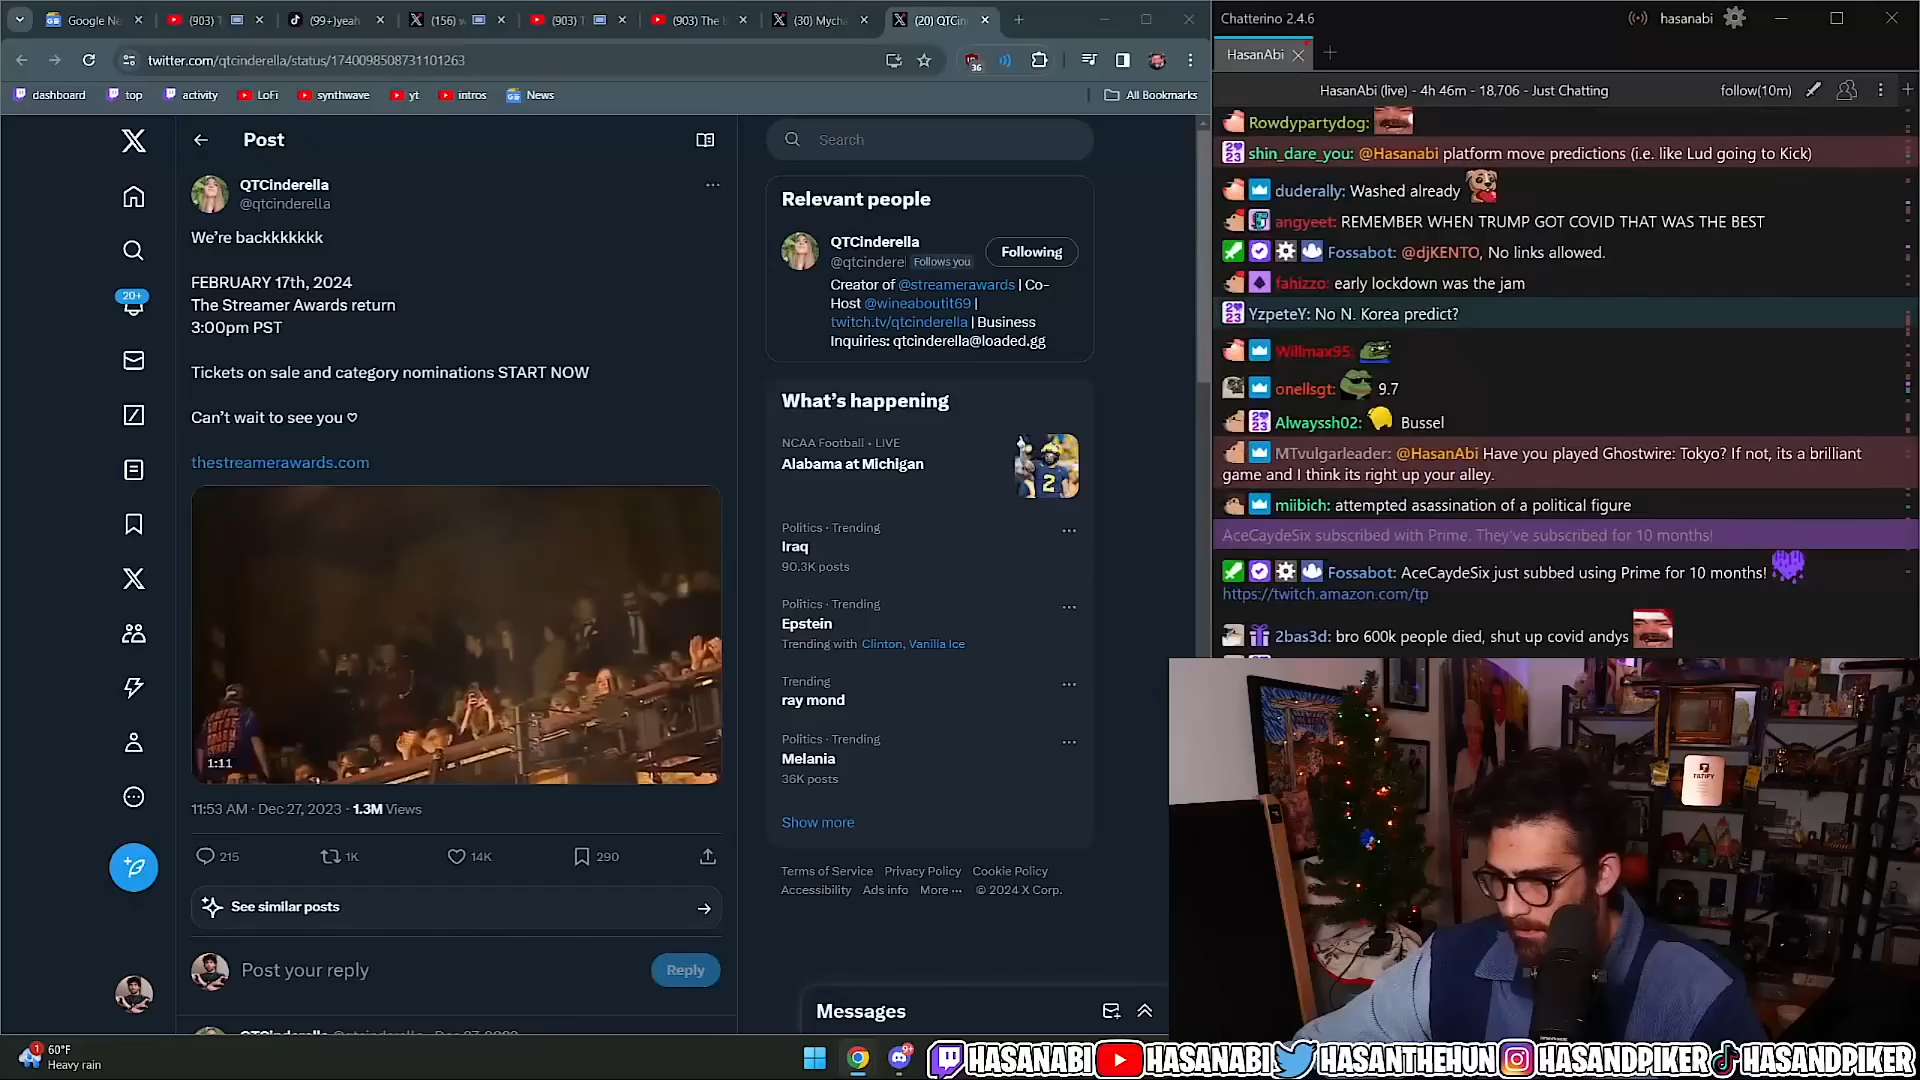 Google Ne
(903) T
(99+)yeah
(156) w
(903) T
(903) The B
(30) Mycha
(20) QTCin
twitter.com/qtcinderella/status/1740098508731101263
36
dashboard
top
activity
LoFi
synthwave
yt
intros
News
All Bookmarks
Post
QTCinderella
@qtcinderella
We’re backkkkkkk
FEBRUARY 17th, 2024
The Streamer Awards return
3:00pm PST
Tickets on sale and category nominations START NOW
Can’t wait to see you ♡
thestreamerawards.com
1:11
11:53 AM · Dec 27, 2023 · 1.3M Views
215
1K
14K
290
See similar posts
Post your reply
Reply
20+
Search
Relevant people
QTCinderella
@qtcinderel Follows you
Following
Creator of @streamerawards | Co-
Host @wineaboutit69 |
twitch.tv/qtcinderella | Business
Inquiries: qtcinderella@loaded.gg
What’s happening
NCAA Football · LIVE
Alabama at Michigan
Politics · Trending
Iraq
90.3K posts
Politics · Trending
Epstein
Trending with Clinton, Vanilla Ice
Trending
ray mond
Politics · Trending
Melania
36K posts
Show more
Terms of Service Privacy Policy Cookie Policy
Accessibility Ads info More ··· © 2024 X Corp.
Messages
Chatterino 2.4.6
hasanabi
HasanAbi
HasanAbi (live) - 4h 46m - 18,706 - Just Chatting
follow(10m)
Rowdypartydog:
shin_dare_you: @Hasanabi platform move predictions (i.e. like Lud going to Kick)
duderally: Washed already
angyeet: REMEMBER WHEN TRUMP GOT COVID THAT WAS THE BEST
Fossabot: @djKENTO, No links allowed.
fahizzo: early lockdown was the jam
YzpeteY: No N. Korea predict?
Willmax95:
onellsgt: 9.7
Alwayssh02: Bussel
MTvulgarleader: @HasanAbi Have you played Ghostwire: Tokyo? If not, its a brilliant
game and I think its right up your alley.
miibich: attempted asassination of a political figure
AceCaydeSix subscribed with Prime. They've subscribed for 10 months!
Fossabot: AceCaydeSix just subbed using Prime for 10 months!
https://twitch.amazon.com/tp
2bas3d: bro 600k people died, shut up covid andys
TILTIFY
1
60°F
Heavy rain
9+
HASANABI
HASANABI
HASANTHEHUN
HASANDPIKER
HASANDPIKER